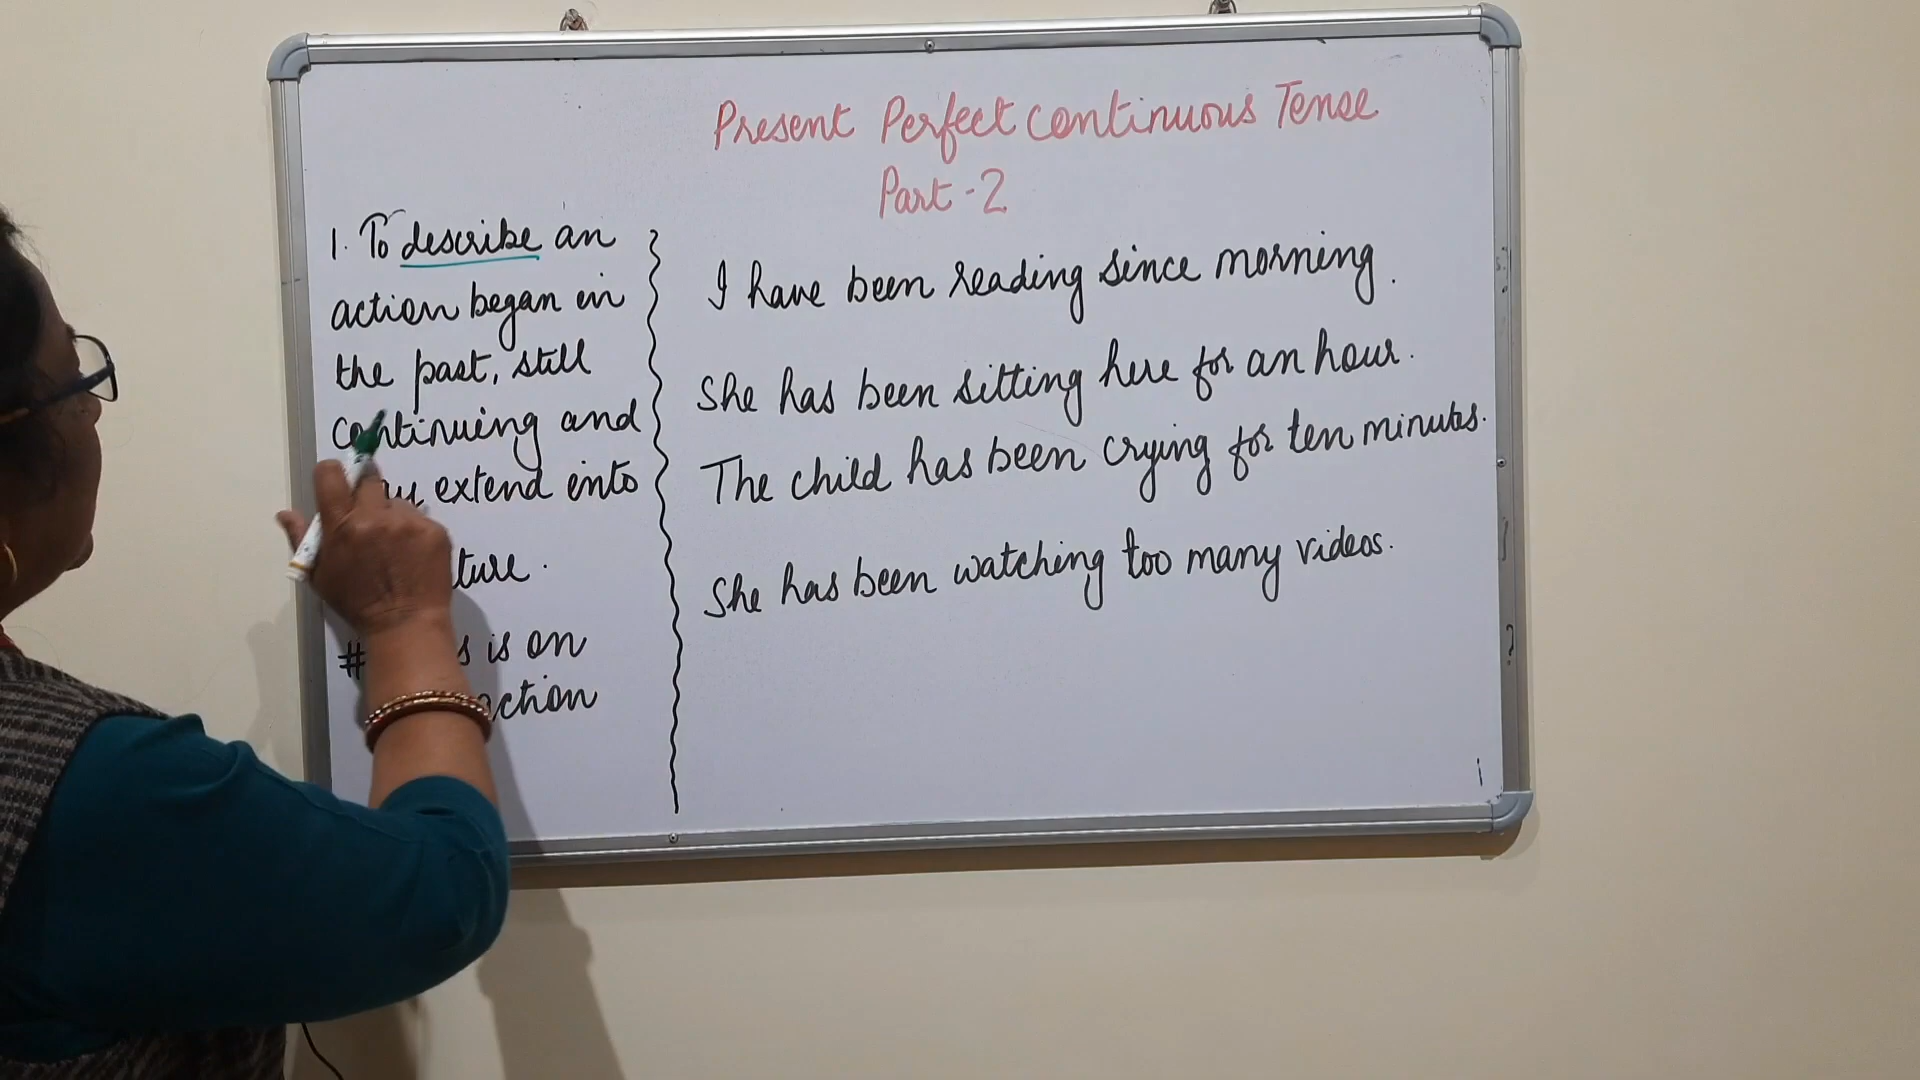 Present Perfect continuous Tense
Part - 2
1. To describe an
action began in
the past, still
continuing and
extend into
# is on
action
I have been reading since morning.
She has been sitting here for an hour.
The child has been crying for ten minutes.
She has been watching too many videos.